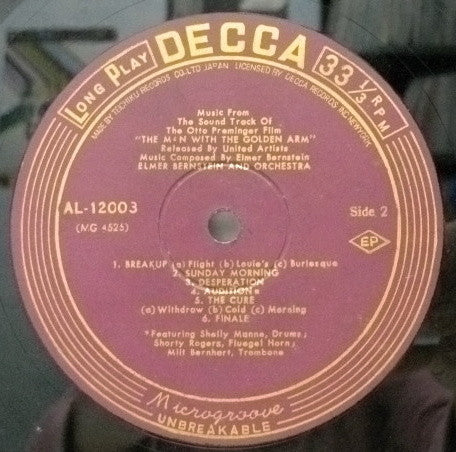 LONG PLAY DECCA 33 1/3 RPM
MADE BY TEICHIKU RECORDS CO.LTD JAPAN LICENSED BY DECCA RECORDS INC. NEWYORK
Music From
The Sound Track Of
The Otto Preminger Film
"THE MAN WITH THE GOLDEN ARM"
Released By United Artists
Music Composed By Elmer Bernstein
ELMER BERNSTEIN AND ORCHESTRA
AL-12003
Side 2
(MG 4525)
EP
1. BREAKUP (a) Flight (b) Louie's (c) Burlesque
2. SUNDAY MORNING
3. DESPERATION
4. AUDITION*
5. THE CURE
(a) Withdrow (b) Cold (c) Morning
6. FINALE
*Featuring Shelly Manne, Drums;
Shorty Rogers, Fluegel Horn;
Milt Bernhart, Trombone
Microgroove
UNBREAKABLE